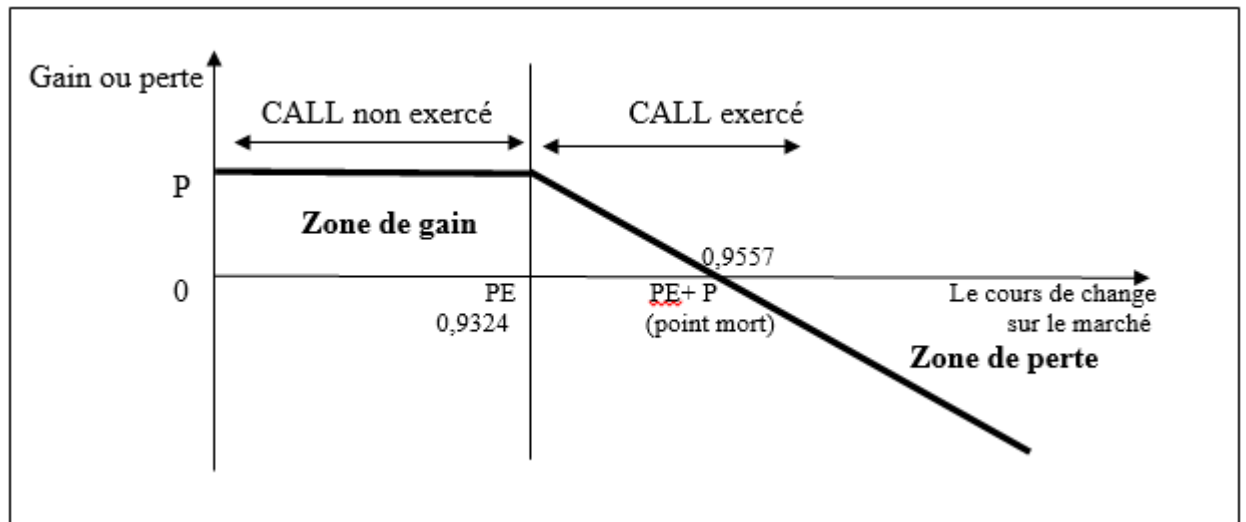 Gain ou perte
CALL non exercé
CALL exercé
P
Zone de gain
0,9557
0
PE
PE+ P
Le cours de change
0,9324
(point mort)
sur le marché
Zone de perte